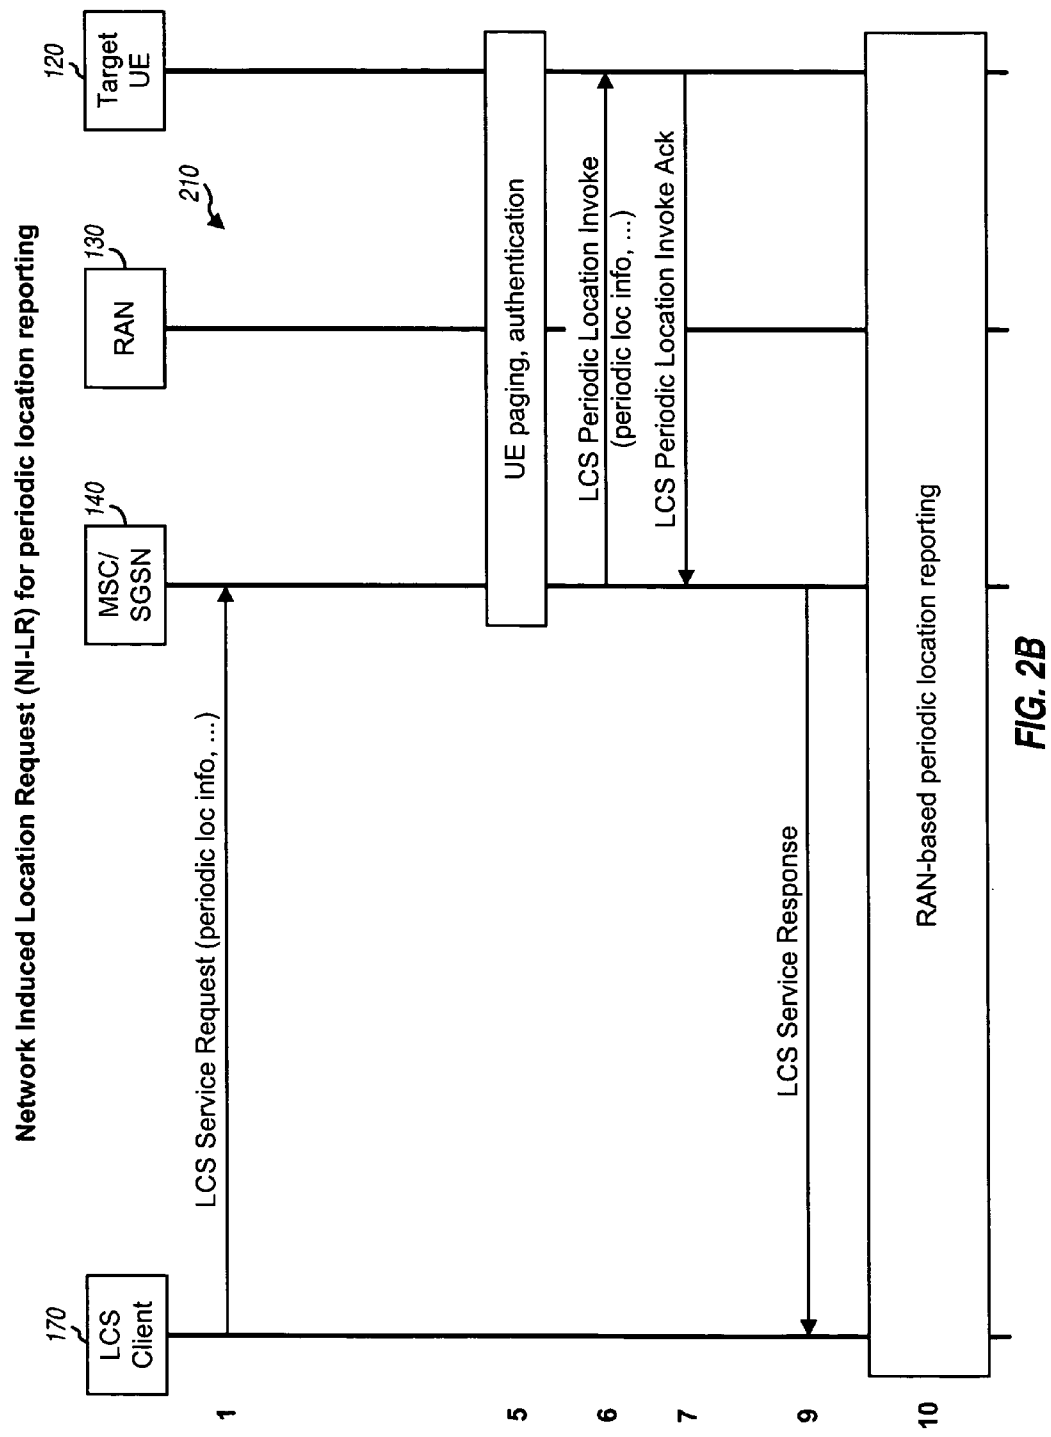 Network Induced Location Request (NI-LR) for periodic location reporting
170
LCS
Client
140
MSC/
SGSN
130
RAN
120
Target
UE
210
1
LCS Service Request (periodic loc info, ...)
5
UE paging, authentication
6
LCS Periodic Location Invoke
(periodic loc info, ...)
7
LCS Periodic Location Invoke Ack
9
LCS Service Response
10
RAN-based periodic location reporting
FIG. 2B